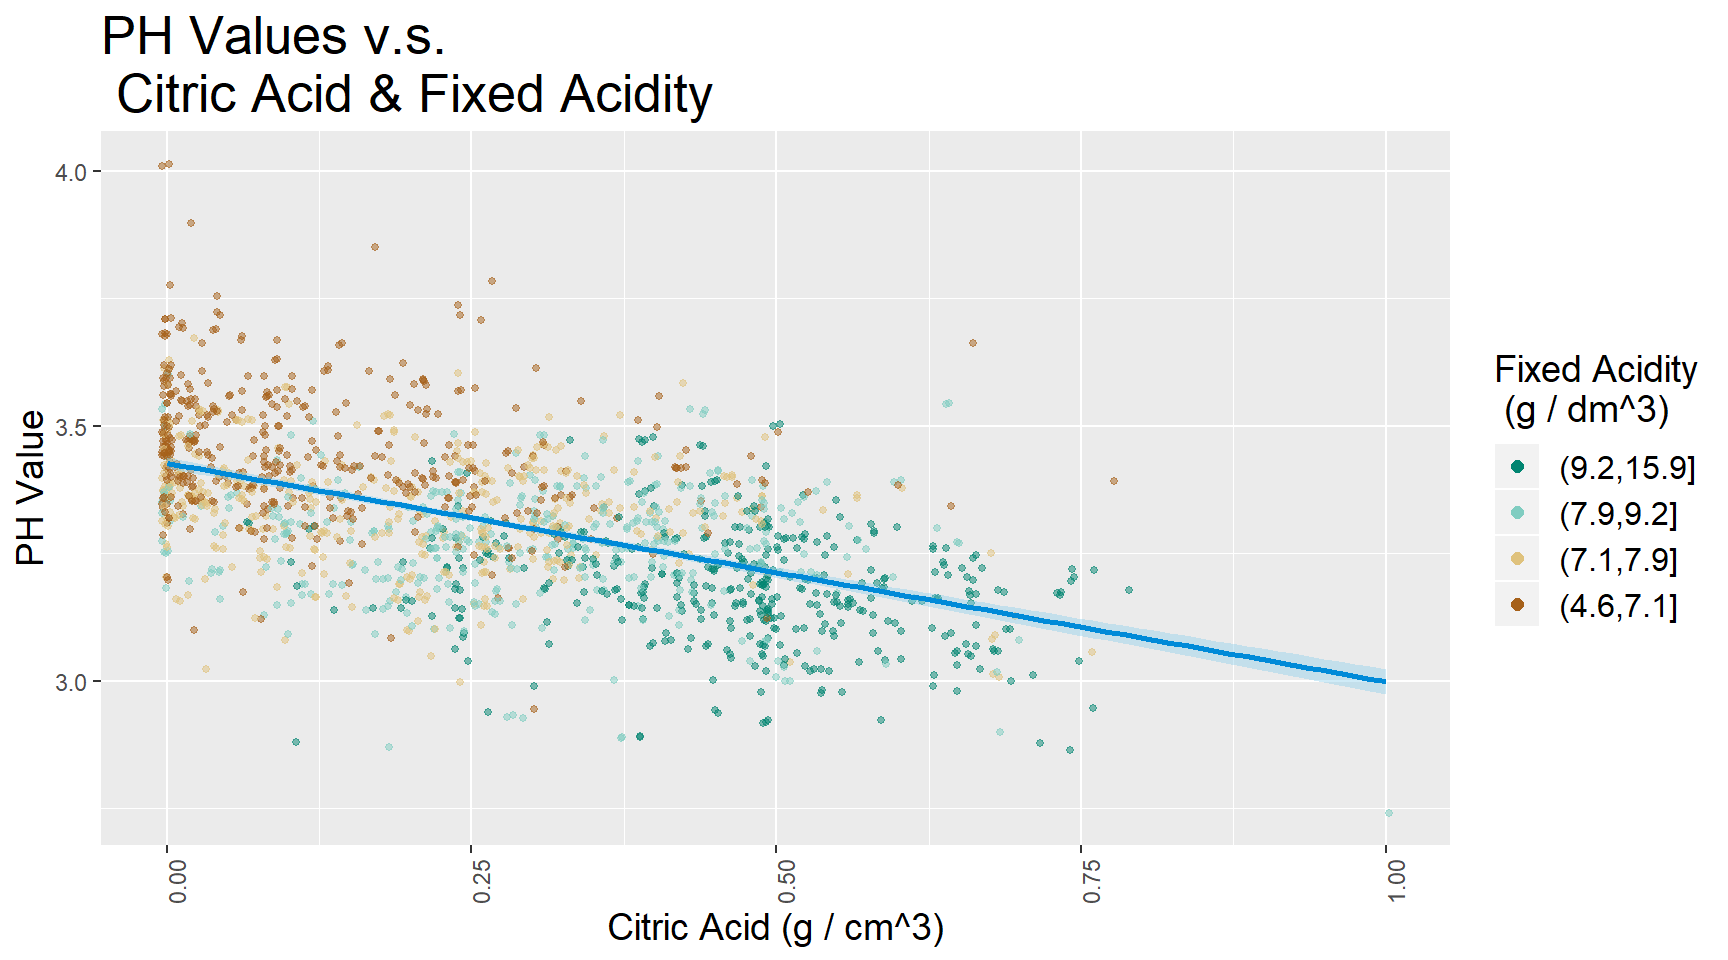 PH Values v.s.
Citric Acid & Fixed Acidity
4.0
3.5
3.0
PH Value
0.00
0.25
0.50
0.75
1.00
Citric Acid (g / cm^3)
Fixed Acidity
(g / dm^3)
(9.2,15.9]
(7.9,9.2]
(7.1,7.9]
(4.6,7.1]